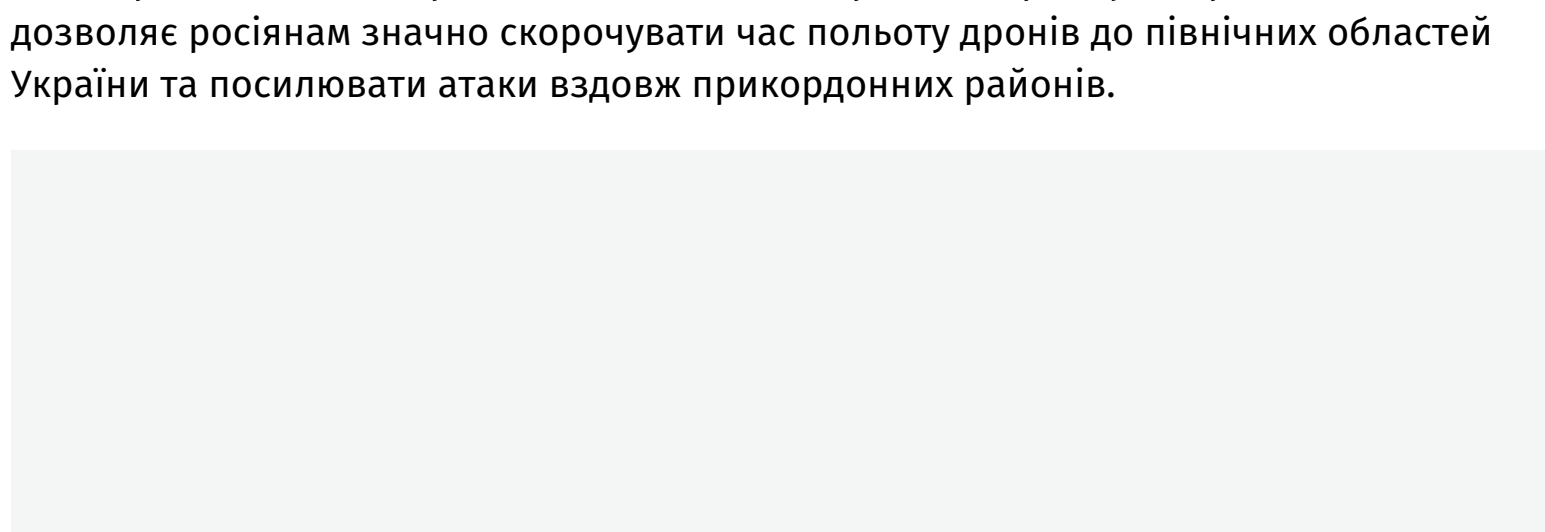 дозволяє росіянам значно скорочувати час польоту дронів до північних областей
України та посилювати атаки вздовж прикордонних районів.